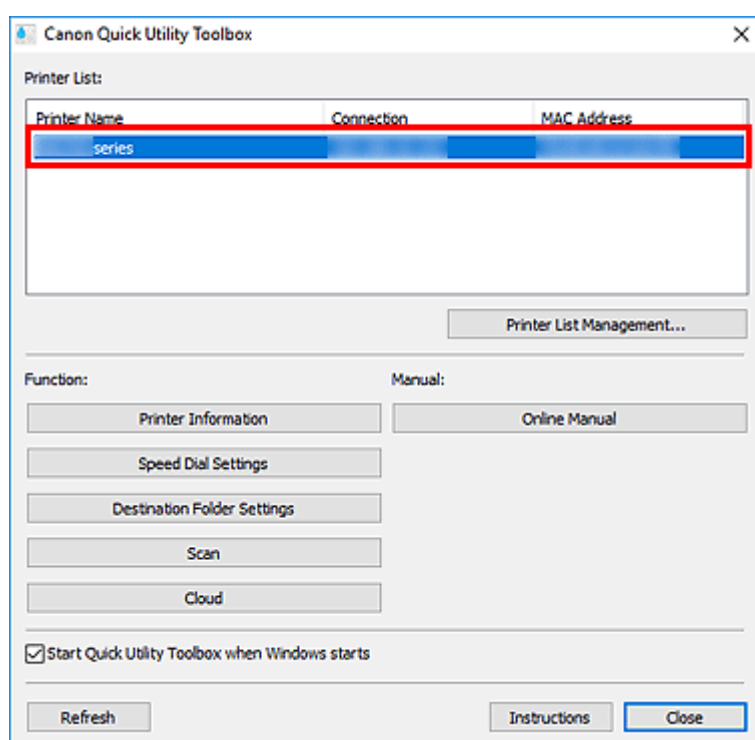 Canon Quick Utility Toolbox
Printer List:
Printer Name Connection MAC Address
series
Printer List Management...
Function: Manual:
Printer Information Online Manual
Speed Dial Settings
Destination Folder Settings
Scan
Cloud
Start Quick Utility Toolbox when Windows starts
Refresh Instructions Close